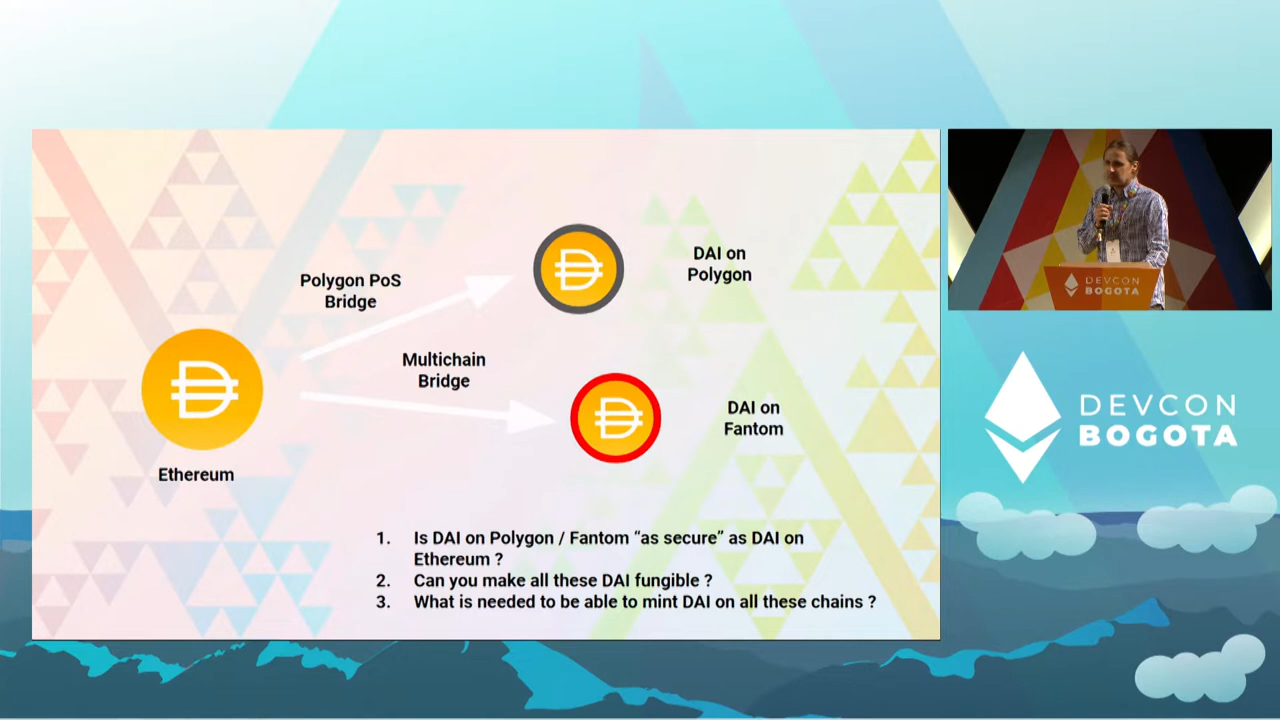 Polygon PoS
Bridge
DAI on
Polygon
Multichain
Bridge
DAI on
Fantom
Ethereum
1. Is DAI on Polygon / Fantom “as secure” as DAI on
Ethereum ?
2. Can you make all these DAI fungible ?
3. What is needed to be able to mint DAI on all these chains ?
DEVCON
BOGOTA
DEVCON
BOGOTA